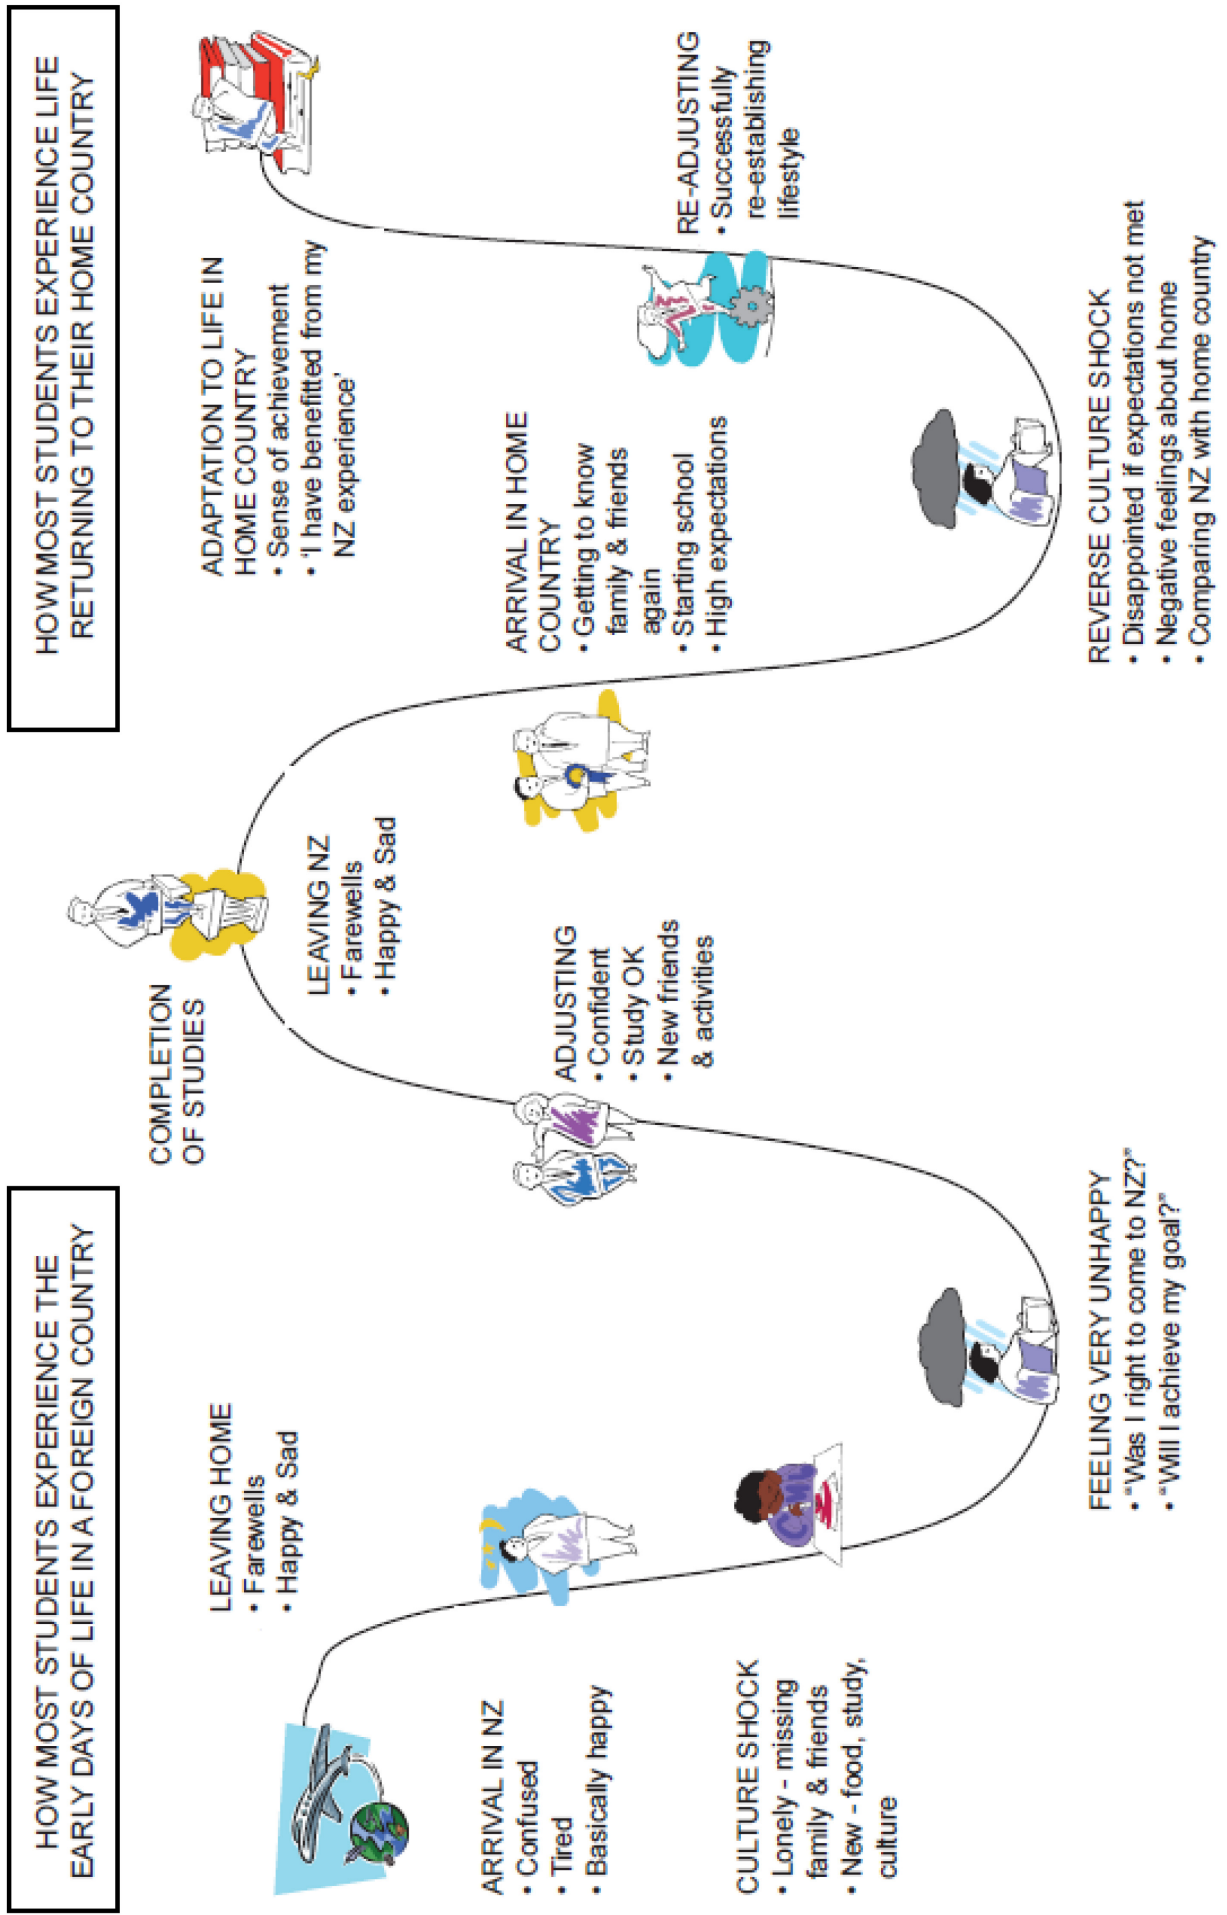 HOW MOST STUDENTS EXPERIENCE THE
EARLY DAYS OF LIFE IN A FOREIGN COUNTRY
HOW MOST STUDENTS EXPERIENCE LIFE
RETURNING TO THEIR HOME COUNTRY
LEAVING HOME
• Farewells
• Happy & Sad
ARRIVAL IN NZ
• Confused
• Tired
• Basically happy
CULTURE SHOCK
• Lonely - missing
family & friends
• New - food, study,
culture
FEELING VERY UNHAPPY
• "Was I right to come to NZ?"
• "Will I achieve my goal?"
ADJUSTING
• Confident
• Study OK
• New friends
& activities
COMPLETION
OF STUDIES
LEAVING NZ
• Farewells
• Happy & Sad
ARRIVAL IN HOME
COUNTRY
• Getting to know
family & friends
again
• Starting school
• High expectations
REVERSE CULTURE SHOCK
• Disappointed if expectations not met
• Negative feelings about home
• Comparing NZ with home country
RE-ADJUSTING
• Successfully
re-establishing
lifestyle
ADAPTATION TO LIFE IN
HOME COUNTRY
• Sense of achievement
• 'I have benefitted from my
NZ experience'